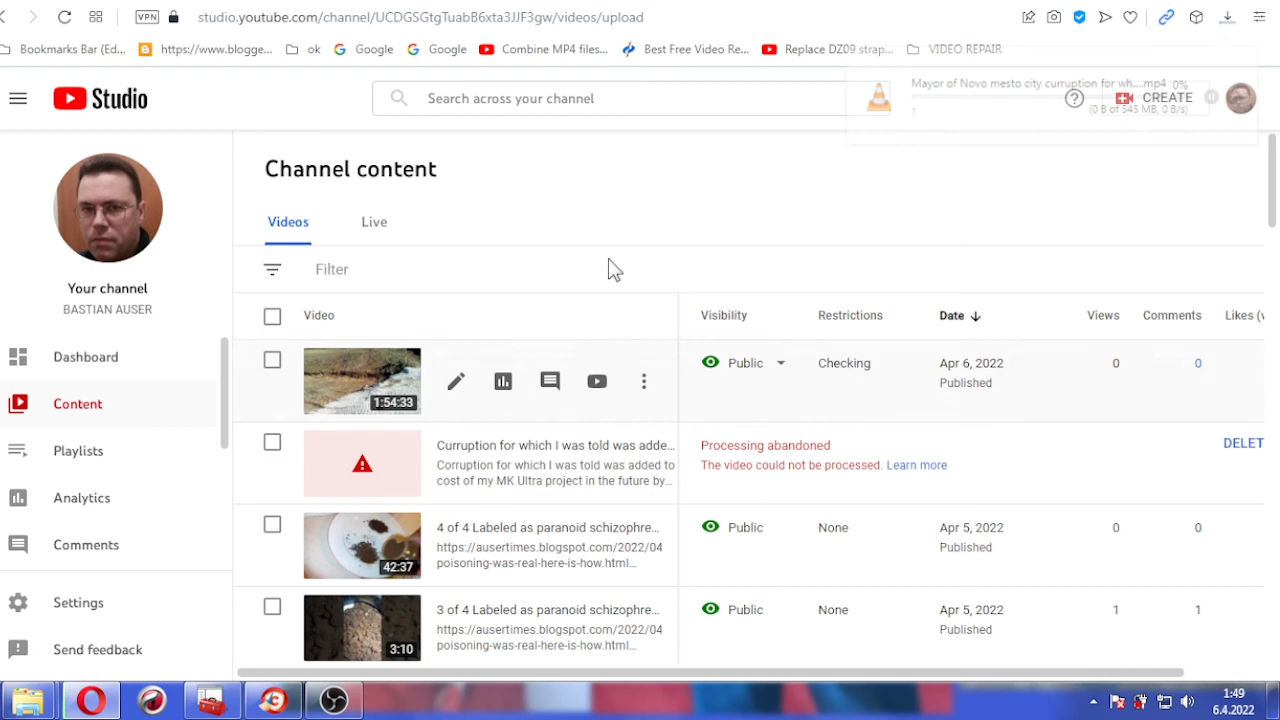 VPN studio.youtube.com/channel/UCDGSGtgTuabB6xta3JJF3gw/videos/upload
Bookmarks Bar (Ed... https://www.blogge... ok Google Google Combine MP4 files... Best Free Video Re... Replace DZ09 strap... VIDEO REPAIR
Studio
Search across your channel
Mayor of Novo mesto city curruption for wh....mp4 0%
CREATE
(0 B of 545 MB, 0 B/s)
?
Your channel
BASTIAN AUSER
Dashboard
Content
Playlists
Analytics
Comments
Settings
Send feedback
Channel content
Videos Live
Filter
Video Visibility Restrictions Date Views Comments Likes (v
1:54:33 Public Checking Apr 6, 2022 0 0
Published
Curruption for which I was told was adde... Processing abandoned DELET
Corruption for which I was told was added to The video could not be processed. Learn more
cost of my MK Ultra project in the future by...
4 of 4 Labeled as paranoid schizophre... Public None Apr 5, 2022 0 0
https://ausertimes.blogspot.com/2022/04 Published
poisoning-was-real-here-is-how.html...
42:37
3 of 4 Labeled as paranoid schizophre... Public None Apr 5, 2022 1 1
https://ausertimes.blogspot.com/2022/04 Published
poisoning-was-real-here-is-how.html...
3:10
1:49
6.4.2022